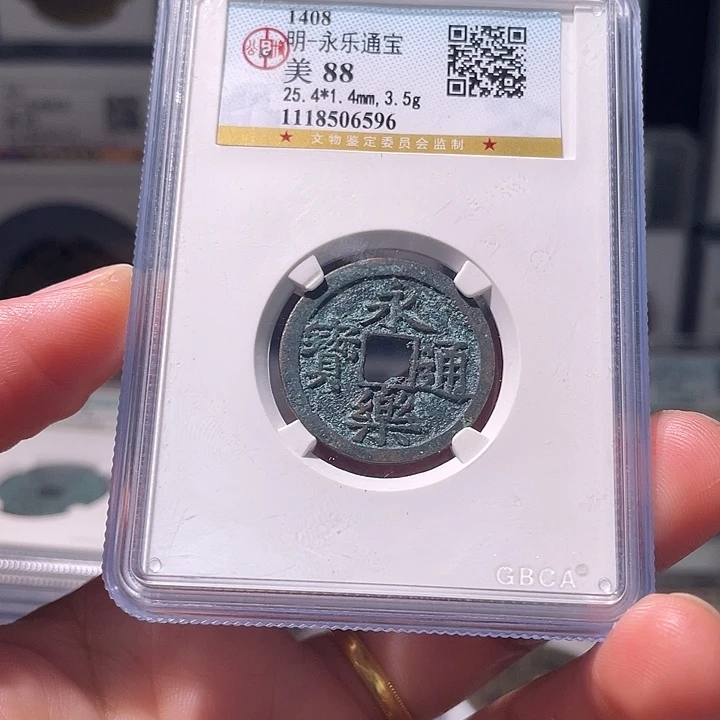 1408
明-永乐通宝
美 88
25.4*1.4mm, 3.5g
1118506596
★ 文物鉴定委员会监制 ★
永樂通寳
GBCA